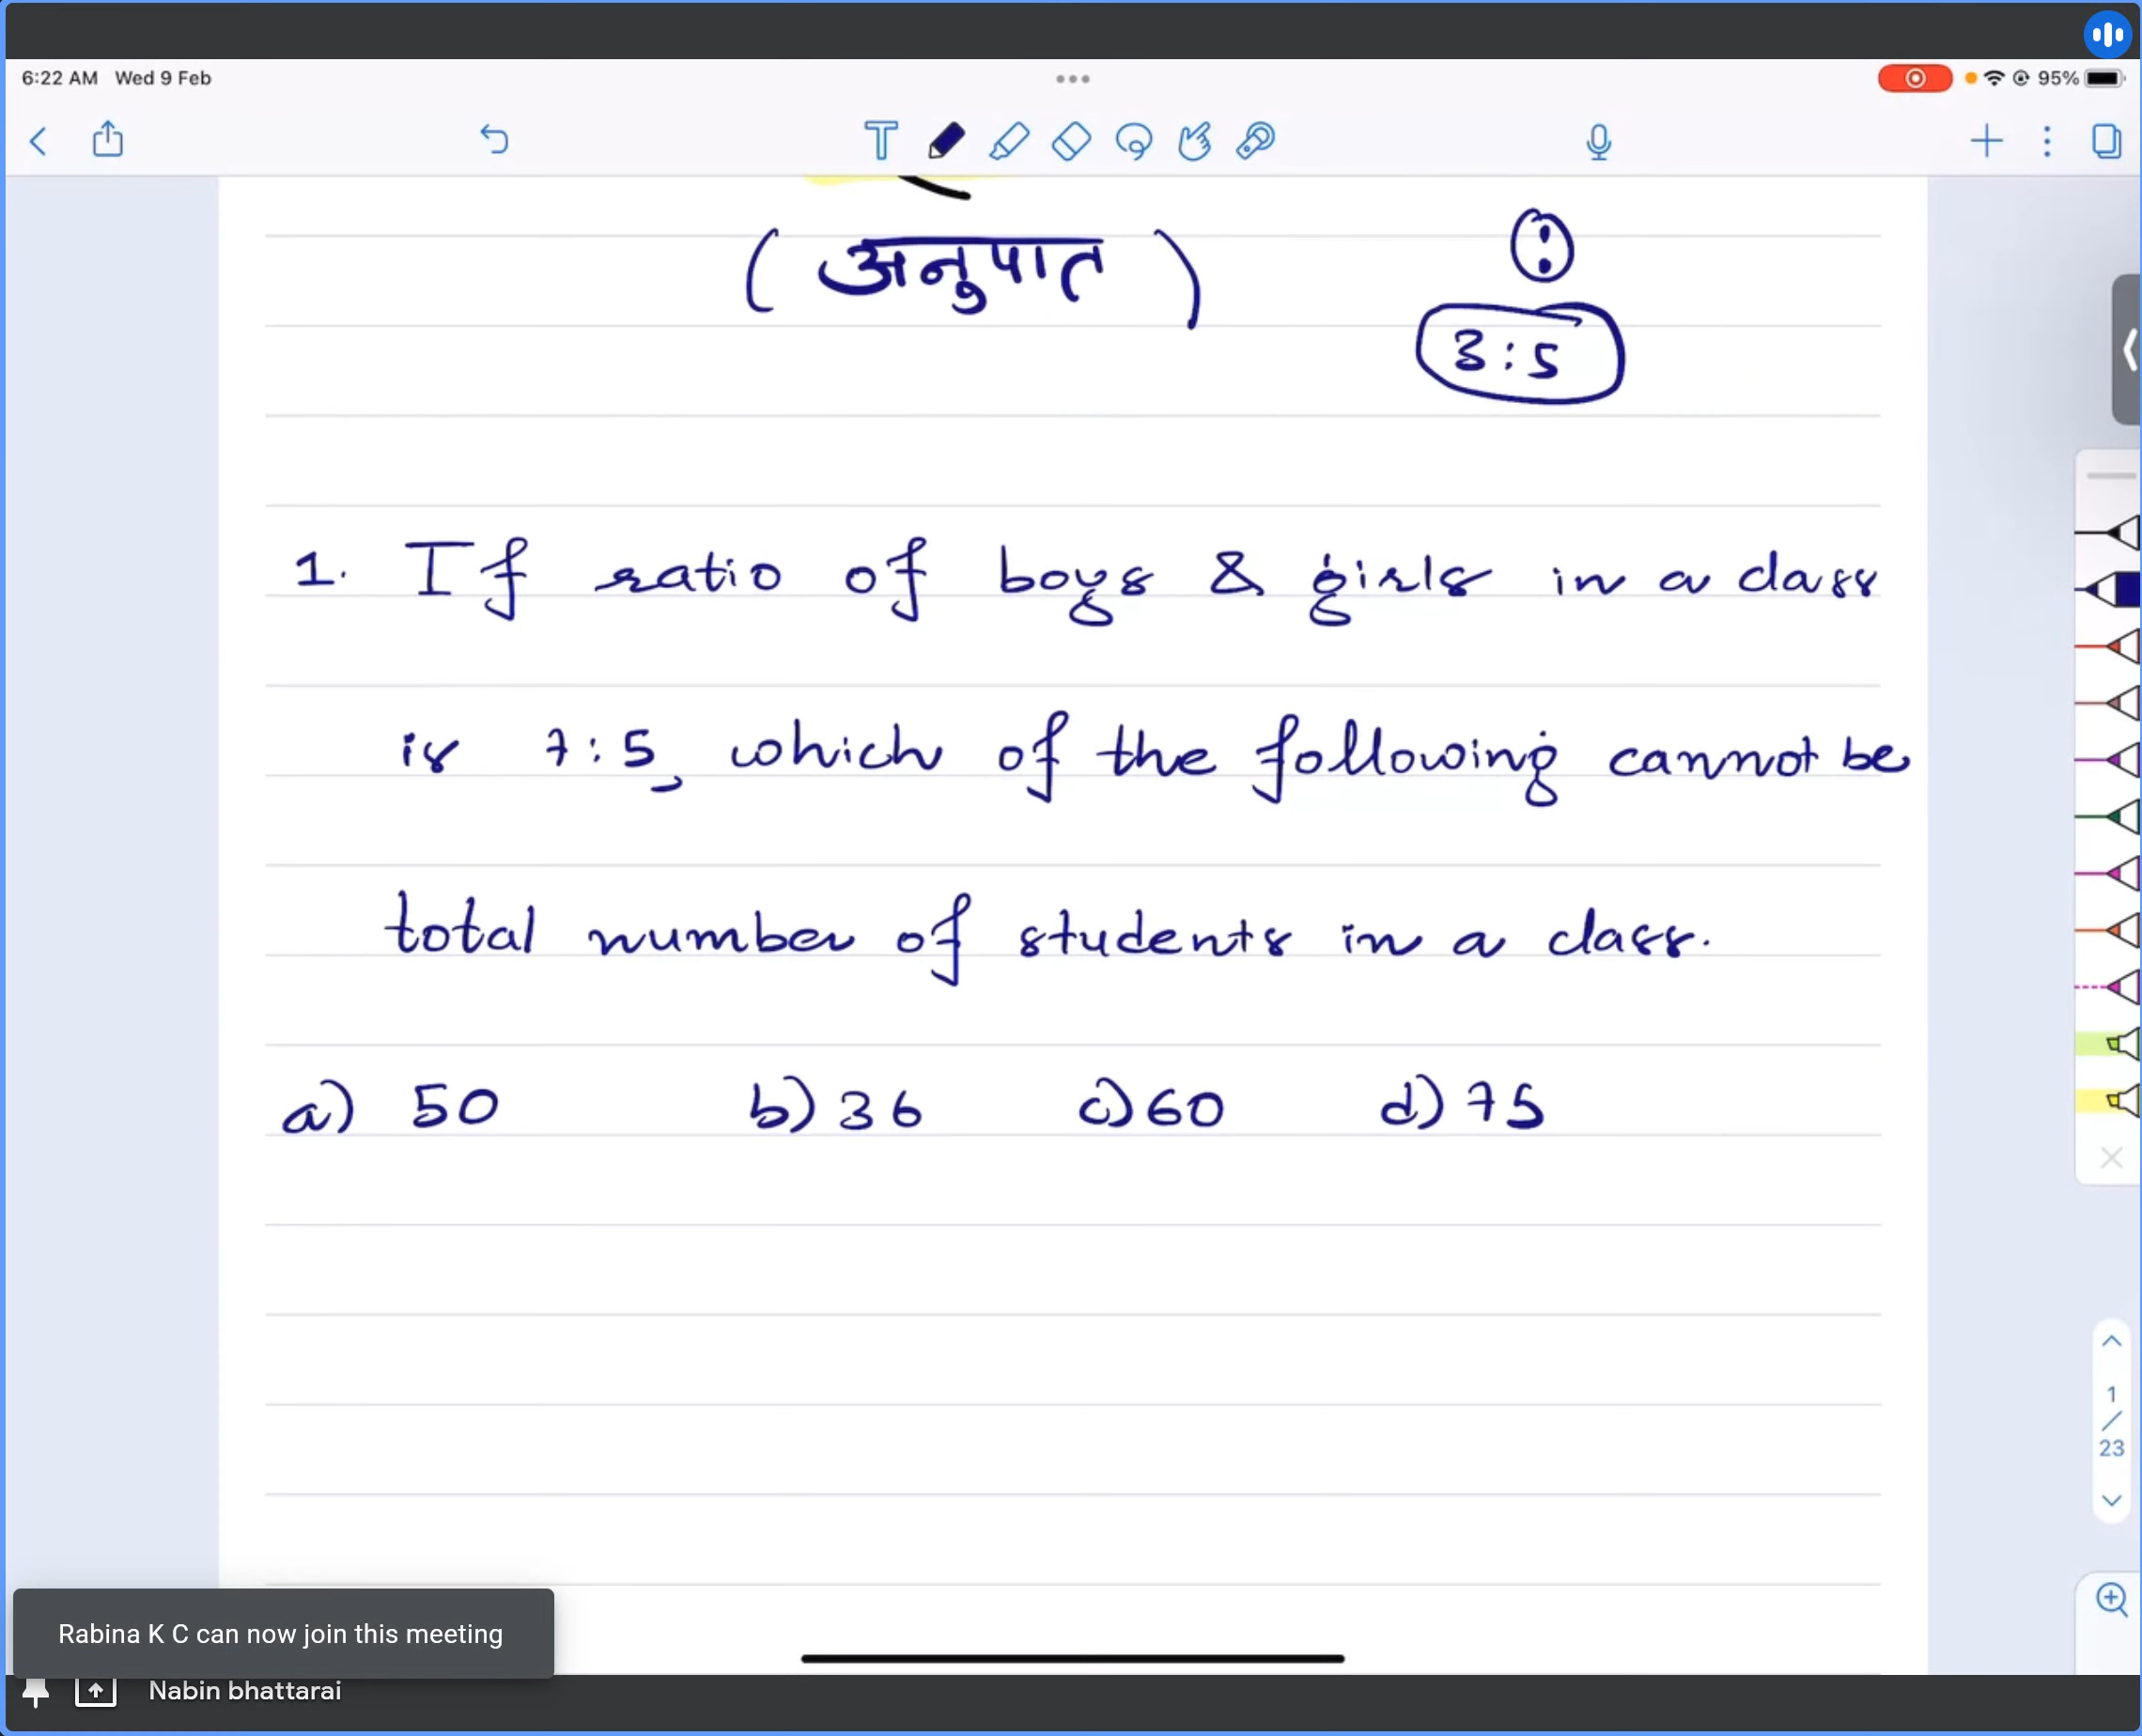 6:22 AM Wed 9 Feb
95%
(अनुपात)
:
3:5
1. If ratio of boys & girls in a class
is 7:5, which of the following cannot be
total number of students in a class.
a) 50 b) 36 c) 60 d) 75
1
/
23
Rabina K C can now join this meeting
Nabin bhattarai